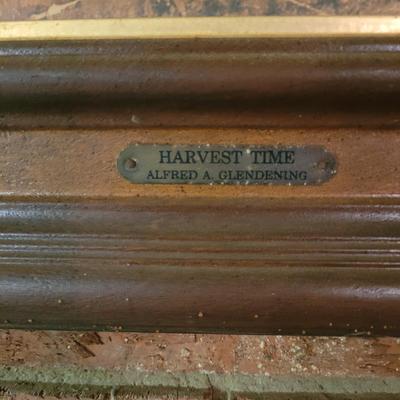 HARVEST TIME
ALFRED A. GLENDENING